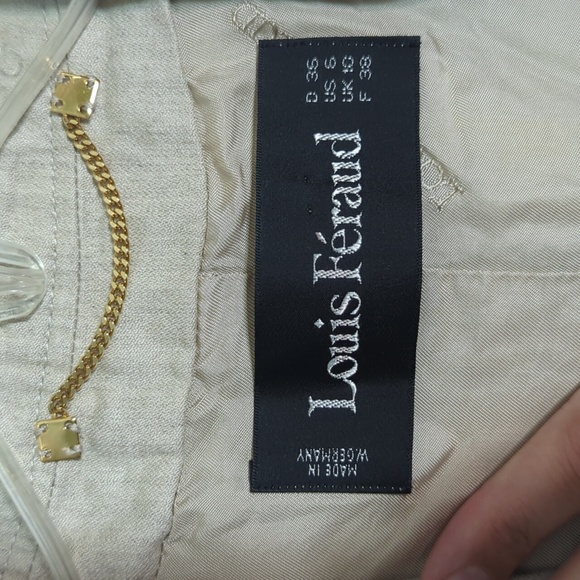 D 36
US 6
UK 10
F 38
Louis Féraud
MADE IN
W.GERMANY